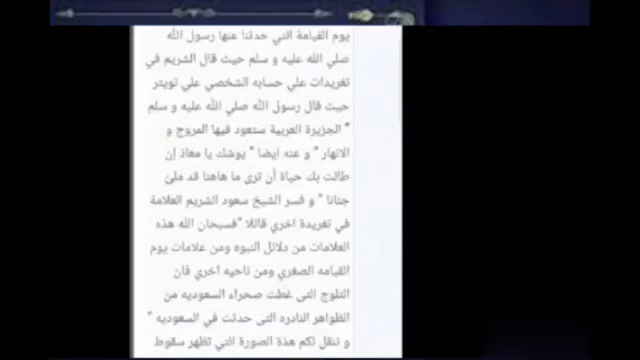 يوم القيامة التي حدثنا عنها رسول الله
صلي الله عليه و سلم حيث قال الشريم في
تغريدات علي حسابه الشخصي علي تويتر
حيث قال رسول الله صلي الله عليه و سلم
" الجزيرة العربية ستعود فيها المروج و
الانهار " و عنه ايضا " يوشك يا معاذ إن
طالت بك حياة أن ترى ما هاهنا قد ملئ
جنانا " و فسر الشيخ سعود الشريم العلامة
في تغريدة اخري قائلا "فسبحان الله هذه
العلامات من دلائل النبوه ومن علامات يوم
القيامه الصغري ومن ناحيه اخري فان
الثلوج التى غطت صحراء السعوديه من
الظواهر النادره التى حدثت في السعوديه "
و ننقل لكم هذة الصورة التي تظهر سقوط